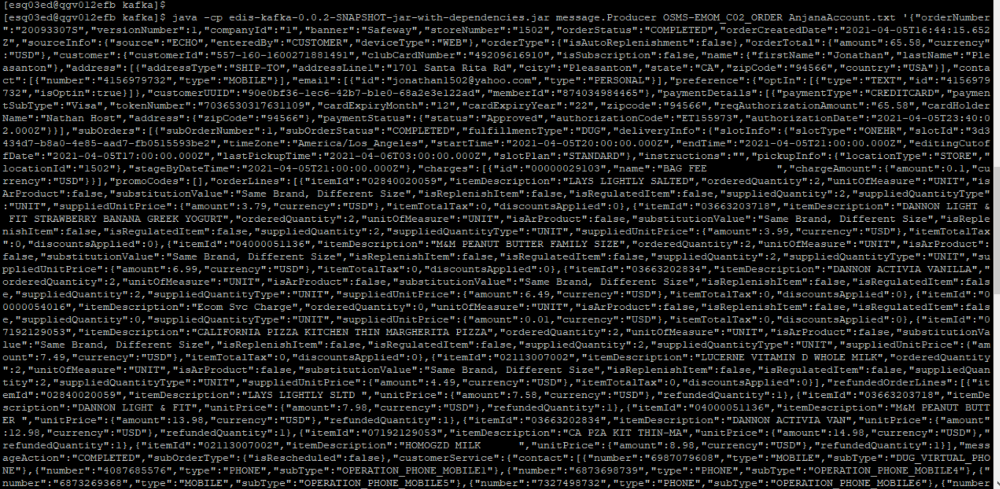 [esq03ed@qgv012efb kafka]$
[esq03ed@qgv012efb kafka]$ java -cp edis-kafka-0.0.2-SNAPSHOT-jar-with-dependencies.jar message.Producer OSMS-EMOM_C02_ORDER AnjanaAccount.txt '{"orderNumber
":"20093307S","versionNumber":1,"companyId":"1","banner":"Safeway","storeNumber":"1502","orderStatus":"COMPLETED","orderCreatedDate":"2021-04-05T16:44:15.652
Z","sourceInfo":{"source":"ECHO","enteredBy":"CUSTOMER","deviceType":"WEB"},"orderType":{"isAutoReplenishment":false},"orderTotal":{"amount":65.58,"currency"
:"USD"},"customer":{"customerId":"557-160-1600271881491","clubCardNumber":"49209616910","isSubscription":false,"name":{"firstName":"Jonathan","lastName":"Ple
asanton"},"address":[{"addressType":"SHIP-TO","addressLine1":"1701 Santa Rita Rd","city":"Pleasanton","state":"CA","zipCode":"94566","country":"USA"}],"conta
ct":[{"number":"4156979732","type":"MOBILE"}],"email":[{"id":"jonathan1502@yahoo.com","type":"PERSONAL"}],"preference":{"optIn":[{"type":"TEXT","id":"4156979
732","isOptin":true}]},"customerUUID":"90e0bf36-1ec6-42b7-b1e0-68a2e3e122ad","memberId":"874034984465"},"paymentDetails":[{"paymentType":"CREDITCARD","paymen
tSubType":"Visa","tokenNumber":"7036530317631109","cardExpiryMonth":"12","cardExpiryYear":"22","zipcode":"94566","reqAuthorizationAmount":"65.58","cardHolder
Name":"Nathan Host","address":{"zipCode":"94566"},"paymentStatus":{"status":"Approved","authorizationCode":"ET155973","authorizationDate":"2021-04-05T23:40:0
2.000Z"}}],"subOrders":[{"subOrderNumber":1,"subOrderStatus":"COMPLETED","fulfillmentType":"DUG","deliveryInfo":{"slotInfo":{"slotType":"ONEHR","slotId":"3d3
434d7-b8a0-4e85-aad7-fb0515593be2","timeZone":"America/Los_Angeles","startTime":"2021-04-05T20:00:00.000Z","endTime":"2021-04-05T21:00:00.000Z","editingCutof
fDate":"2021-04-05T17:00:00.000Z","lastPickupTime":"2021-04-06T03:00:00.000Z","slotPlan":"STANDARD"},"instructions":"","pickupInfo":{"locationType":"STORE","
locationId":"1502"},"stageByDateTime":"2021-04-05T21:00:00.000Z"},"charges":[{"id":"00000029103","name":"BAG FEE            ","chargeAmount":{"amount":0.1,"cu
rrency":"USD"}}],"promoCodes":[],"orderLines":[{"itemId":"02840020059","itemDescription":"LAYS LIGHTLY SALTED","orderedQuantity":2,"unitOfMeasure":"UNIT","is
ArProduct":false,"substitutionValue":"Same Brand, Different Size","isReplenishItem":false,"isRegulatedItem":false,"suppliedQuantity":2,"suppliedQuantityType"
:"UNIT","suppliedUnitPrice":{"amount":3.79,"currency":"USD"},"itemTotalTax":0,"discountsApplied":0},{"itemId":"03663203718","itemDescription":"DANNON LIGHT &
 FIT STRAWBERRY BANANA GREEK YOGURT","orderedQuantity":2,"unitOfMeasure":"UNIT","isArProduct":false,"substitutionValue":"Same Brand, Different Size","isReple
nishItem":false,"isRegulatedItem":false,"suppliedQuantity":2,"suppliedQuantityType":"UNIT","suppliedUnitPrice":{"amount":3.99,"currency":"USD"},"itemTotalTax
":0,"discountsApplied":0},{"itemId":"04000051136","itemDescription":"M&M PEANUT BUTTER FAMILY SIZE","orderedQuantity":2,"unitOfMeasure":"UNIT","isArProduct":
false,"substitutionValue":"Same Brand, Different Size","isReplenishItem":false,"isRegulatedItem":false,"suppliedQuantity":2,"suppliedQuantityType":"UNIT","su
ppliedUnitPrice":{"amount":6.99,"currency":"USD"},"itemTotalTax":0,"discountsApplied":0},{"itemId":"03663202834","itemDescription":"DANNON ACTIVIA VANILLA","
orderedQuantity":2,"unitOfMeasure":"UNIT","isArProduct":false,"substitutionValue":"Same Brand, Different Size","isReplenishItem":false,"isRegulatedItem":fals
e,"suppliedQuantity":2,"suppliedQuantityType":"UNIT","suppliedUnitPrice":{"amount":6.49,"currency":"USD"},"itemTotalTax":0,"discountsApplied":0},{"itemId":"0
0000054016","itemDescription":"Ecom Svc Charge","orderedQuantity":0,"unitOfMeasure":"UNIT","isArProduct":false,"isReplenishItem":false,"isRegulatedItem":fals
e,"suppliedQuantity":0,"suppliedQuantityType":"UNIT","suppliedUnitPrice":{"amount":0.01,"currency":"USD"},"itemTotalTax":0,"discountsApplied":0},{"itemId":"0
7192129053","itemDescription":"CALIFORNIA PIZZA KITCHEN THIN MARGHERITA PIZZA","orderedQuantity":2,"unitOfMeasure":"UNIT","isArProduct":false,"substitutionVa
lue":"Same Brand, Different Size","isReplenishItem":false,"isRegulatedItem":false,"suppliedQuantity":2,"suppliedQuantityType":"UNIT","suppliedUnitPrice":{"am
ount":7.49,"currency":"USD"},"itemTotalTax":0,"discountsApplied":0},{"itemId":"02113007002","itemDescription":"LUCERNE VITAMIN D WHOLE MILK","orderedQuantity
":2,"unitOfMeasure":"UNIT","isArProduct":false,"substitutionValue":"Same Brand, Different Size","isReplenishItem":false,"isRegulatedItem":false,"suppliedQuan
tity":2,"suppliedQuantityType":"UNIT","suppliedUnitPrice":{"amount":4.49,"currency":"USD"},"itemTotalTax":0,"discountsApplied":0}],"refundedOrderLines":[{"it
emId":"02840020059","itemDescription":"LAYS LIGHTLY SLTD ","unitPrice":{"amount":7.58,"currency":"USD"},"refundedQuantity":1},{"itemId":"03663203718","itemDe
scription":"DANNON LIGHT & FIT","unitPrice":{"amount":7.98,"currency":"USD"},"refundedQuantity":1},{"itemId":"04000051136","itemDescription":"M&M PEANUT BUTT
ER ","unitPrice":{"amount":13.98,"currency":"USD"},"refundedQuantity":1},{"itemId":"03663202834","itemDescription":"DANNON ACTIVIA VAN","unitPrice":{"amount"
:12.98,"currency":"USD"},"refundedQuantity":1},{"itemId":"07192129053","itemDescription":"CA PZA KIT THIN-MA","unitPrice":{"amount":14.98,"currency":"USD"},"
refundedQuantity":1},{"itemId":"02113007002","itemDescription":"HOMOGZD MILK      ","unitPrice":{"amount":8.98,"currency":"USD"},"refundedQuantity":1}],"mess
ageAction":"COMPLETED","subOrderType":{"isRescheduled":false},"customerService":{"contact":[{"number":"6987079608","type":"MOBILE","subType":"DUG_VIRTUAL_PHO
NE"},{"number":"4087685576","type":"PHONE","subType":"OPERATION_PHONE_MOBILE1"},{"number":"6873698739","type":"PHONE","subType":"OPERATION_PHONE_MOBILE4"},{"
number":"6873269368","type":"MOBILE","subType":"OPERATION_PHONE_MOBILE5"},{"number":"7327498732","type":"PHONE","subType":"OPERATION_PHONE_MOBILE6"},{"number